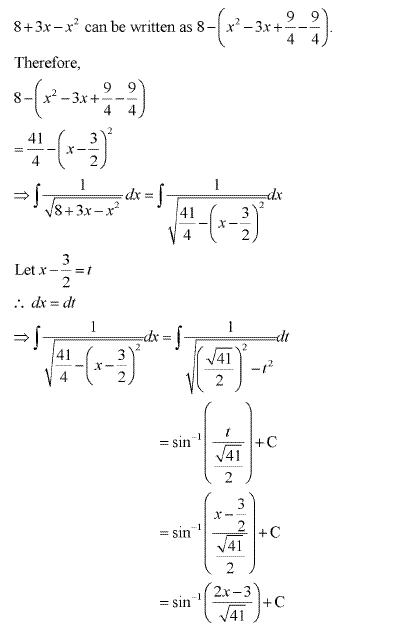 8+3x−x² can be written as 8−(x²−3x+9/4−9/4).
Therefore,
8−(x²−3x+9/4−9/4)
=41/4−(x−3/2)²
⇒∫1/√(8+3x−x²) dx=∫1/√(41/4−(x−3/2)²) dx
Let x−3/2=t
∴ dx=dt
⇒∫1/√(41/4−(x−3/2)²) dx=∫1/√((√41/2)²−t²) dt
=sin⁻¹(t/(√41/2))+C
=sin⁻¹((x−3/2)/(√41/2))+C
=sin⁻¹((2x−3)/√41)+C